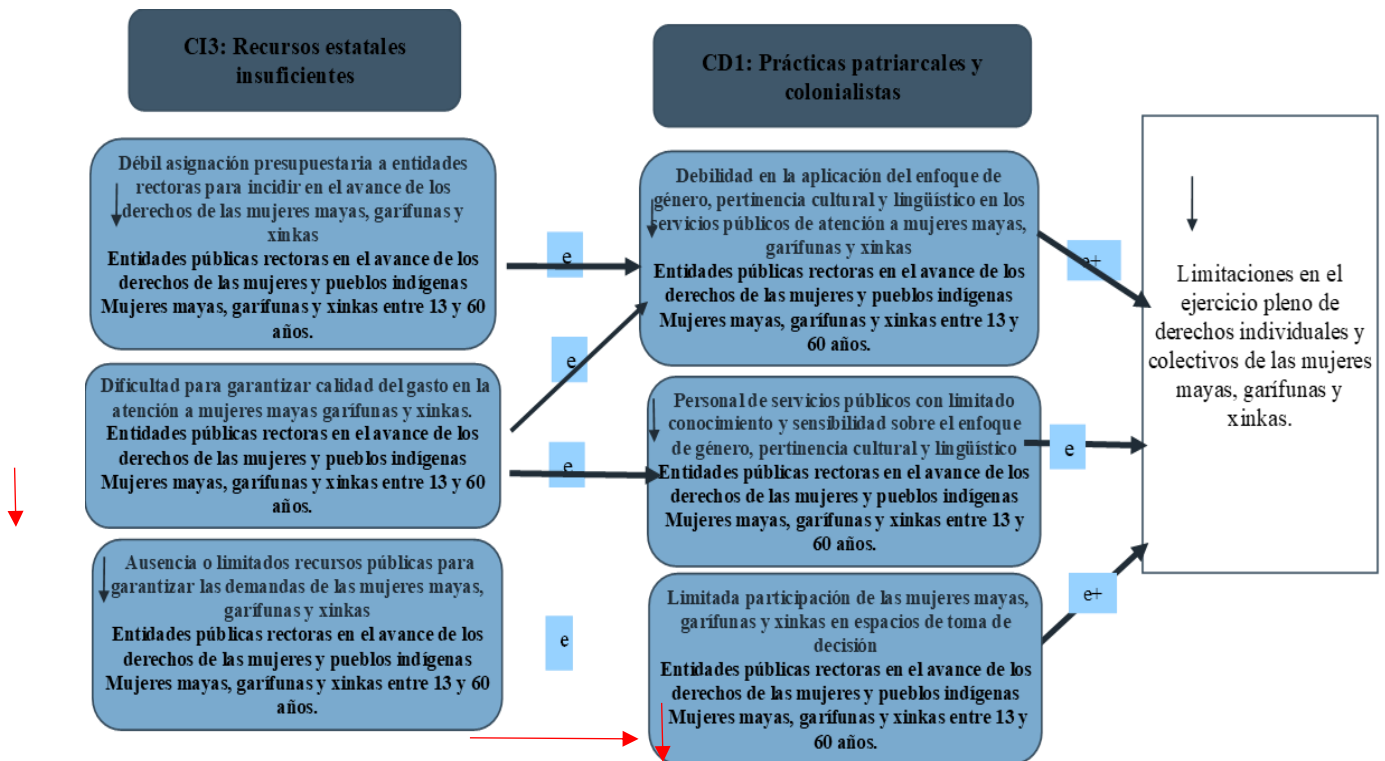 CI3: Recursos estatales
insuficientes
Débil asignación presupuestaria a entidades
rectoras para incidir en el avance de los
derechos de las mujeres mayas, garífunas y
xinkas
Entidades públicas rectoras en el avance de los
derechos de las mujeres y pueblos indígenas
Mujeres mayas, garífunas y xinkas entre 13 y 60
años.
Dificultad para garantizar calidad del gasto en la
atención a mujeres mayas garífunas y xinkas.
Entidades públicas rectoras en el avance de los
derechos de las mujeres y pueblos indígenas
Mujeres mayas, garífunas y xinkas entre 13 y 60
años.
Ausencia o limitados recursos públicas para
garantizar las demandas de las mujeres mayas,
garífunas y xinkas
Entidades públicas rectoras en el avance de los
derechos de las mujeres y pueblos indígenas
Mujeres mayas, garífunas y xinkas entre 13 y 60
años.
e
e
e
e
CD1: Prácticas patriarcales y
colonialistas
Debilidad en la aplicación del enfoque de
género, pertinencia cultural y lingüístico en los
servicios públicos de atención a mujeres mayas,
garífunas y xinkas
Entidades públicas rectoras en el avance de los
derechos de las mujeres y pueblos indígenas
Mujeres mayas, garífunas y xinkas entre 13 y
60 años.
Personal de servicios públicos con limitado
conocimiento y sensibilidad sobre el enfoque
de género, pertinencia cultural y lingüístico
Entidades públicas rectoras en el avance de los
derechos de las mujeres y pueblos indígenas
Mujeres mayas, garífunas y xinkas entre 13 y
60 años.
Limitada participación de las mujeres mayas,
garífunas y xinkas en espacios de toma de
decisión
Entidades públicas rectoras en el avance de los
derechos de las mujeres y pueblos indígenas
Mujeres mayas, garífunas y xinkas entre 13 y
60 años.
e+
e
e+
Limitaciones en el
ejercicio pleno de
derechos individuales y
colectivos de las mujeres
mayas, garífunas y
xinkas.